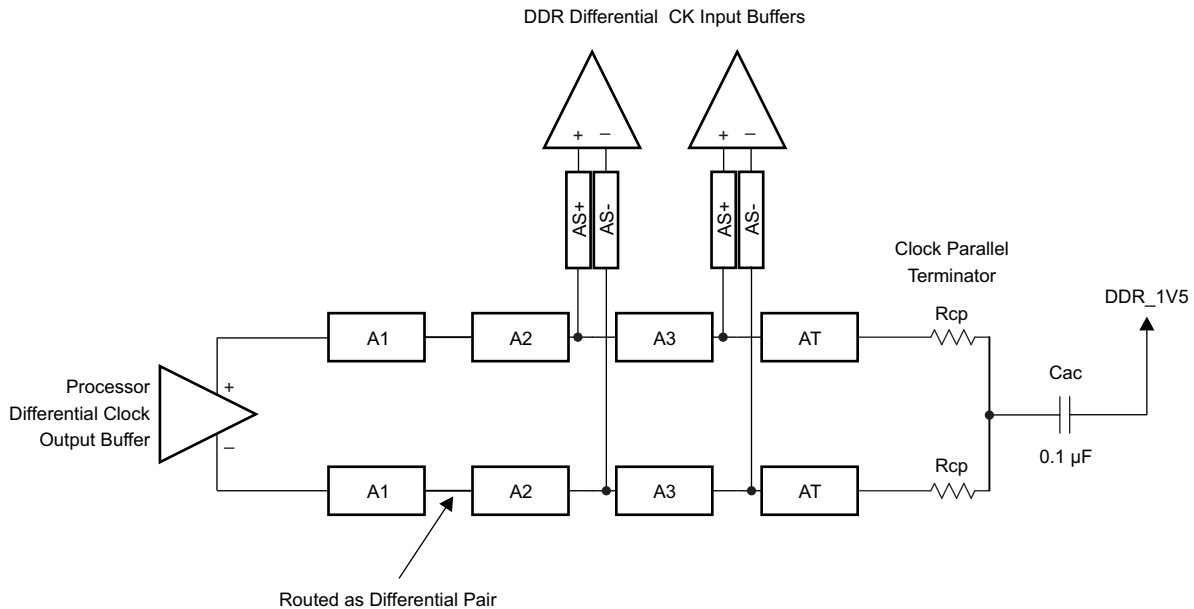 DDR Differential CK Input Buffers
+ –
+ –
AS+
AS-
AS+
AS-
Clock Parallel
Terminator
DDR_1V5
Rcp
A1
A2
A3
AT
Cac
Processor
Differential Clock
Output Buffer
+
–
0.1 µF
Rcp
A1
A2
A3
AT
Routed as Differential Pair